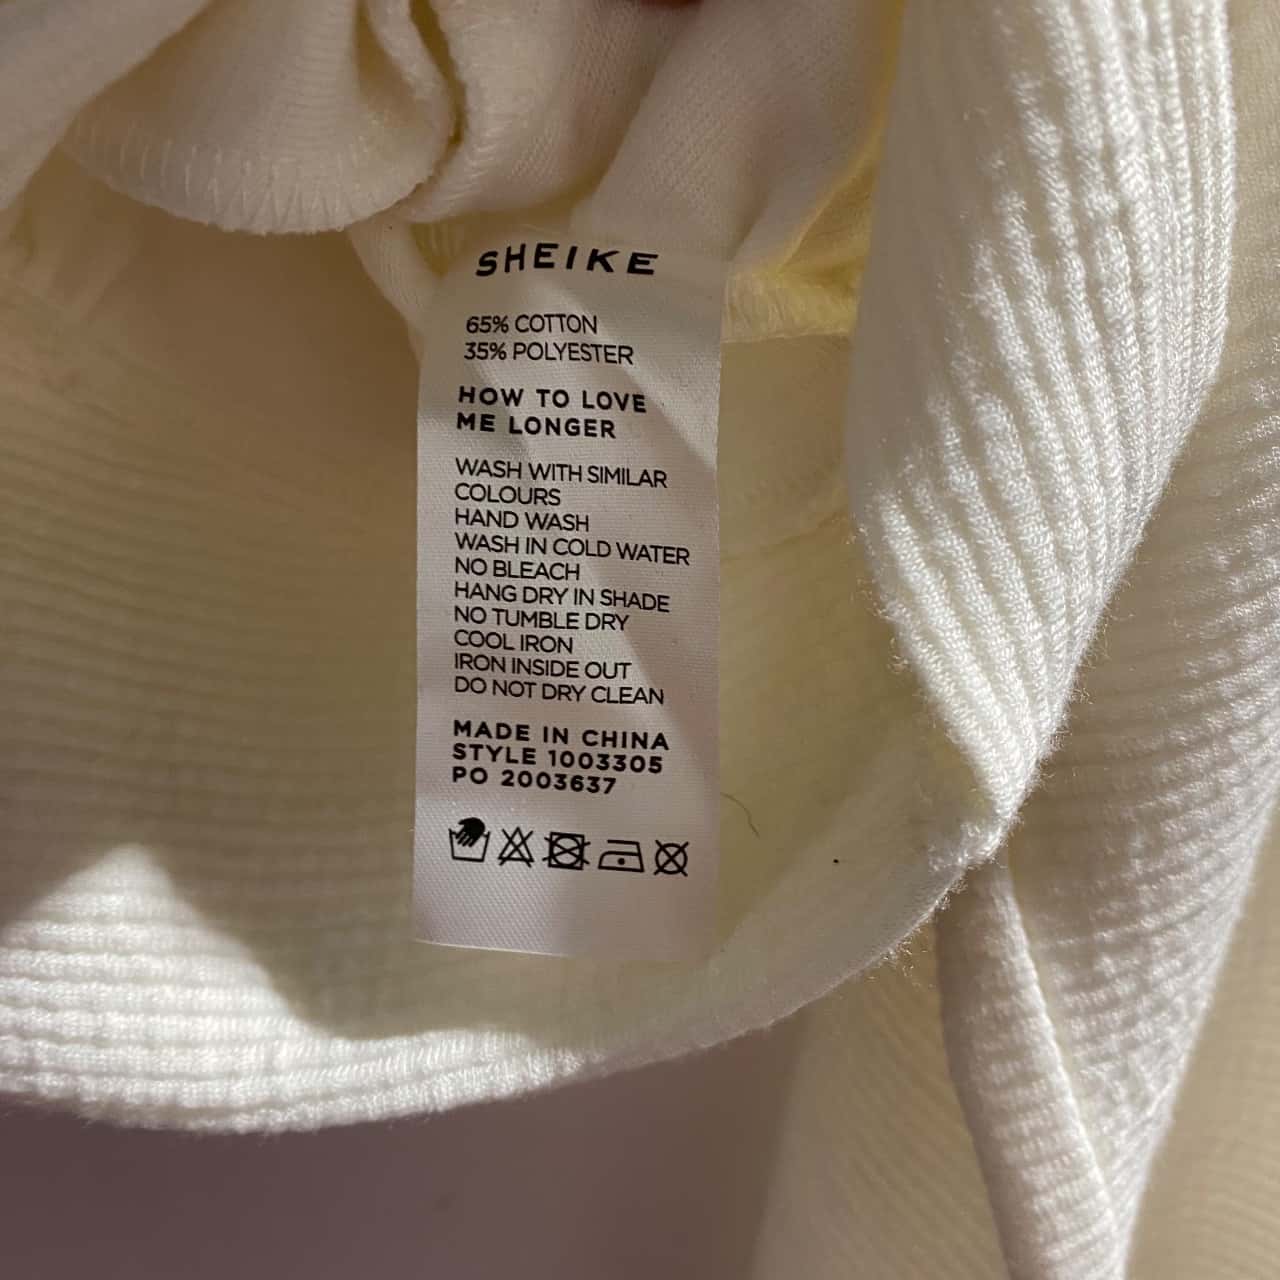 SHEIKE
65% COTTON
35% POLYESTER
HOW TO LOVE
ME LONGER
WASH WITH SIMILAR
COLOURS
HAND WASH
WASH IN COLD WATER
NO BLEACH
HANG DRY IN SHADE
NO TUMBLE DRY
COOL IRON
IRON INSIDE OUT
DO NOT DRY CLEAN
MADE IN CHINA
STYLE 1003305
PO 2003637